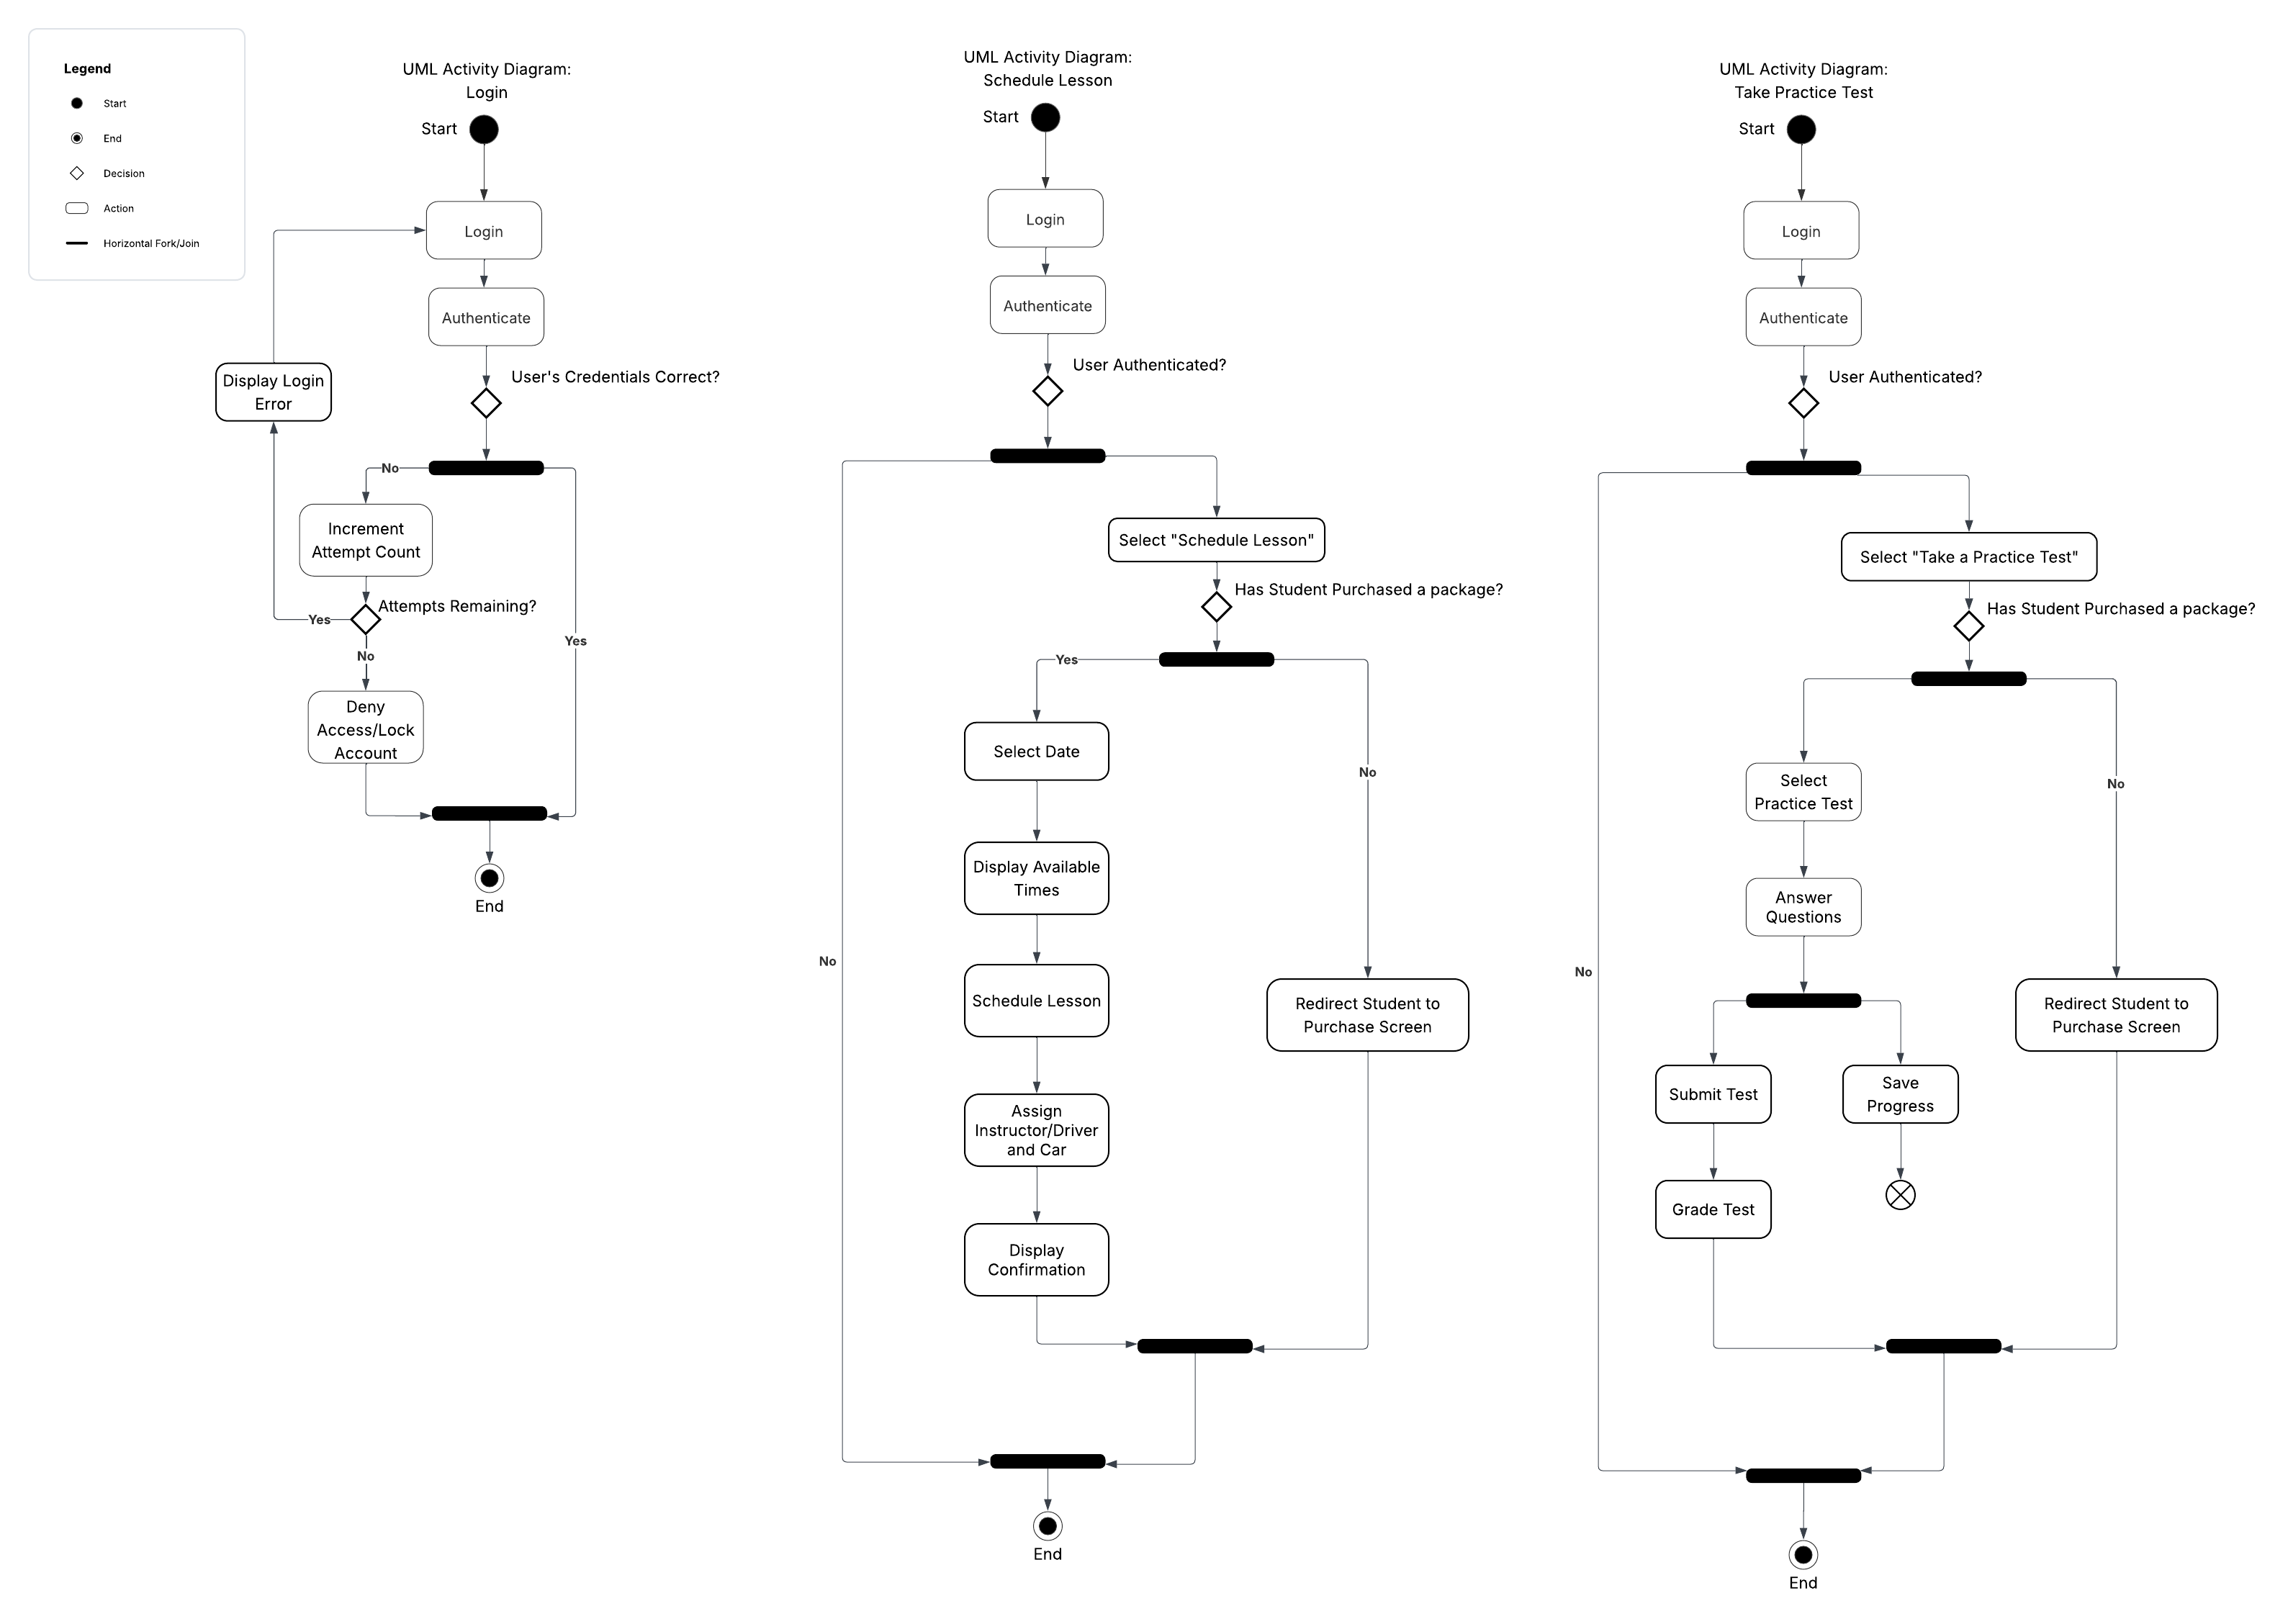 Legend
Start
End
Decision
Action
Horizontal Fork/Join
UML Activity Diagram:
Login
Start
Login
Authenticate
User's Credentials Correct?
Display Login
Error
No
Increment
Attempt Count
Attempts Remaining?
Yes
No
Yes
Deny
Access/Lock
Account
End
UML Activity Diagram:
Schedule Lesson
Start
Login
Authenticate
User Authenticated?
Select "Schedule Lesson"
Has Student Purchased a package?
Yes
Select Date
No
Display Available
Times
No
Schedule Lesson
Redirect Student to
Purchase Screen
Assign
Instructor/Driver
and Car
Display
Confirmation
End
UML Activity Diagram:
Take Practice Test
Start
Login
Authenticate
User Authenticated?
Select "Take a Practice Test"
Has Student Purchased a package?
Select
Practice Test
No
Answer
Questions
No
Redirect Student to
Purchase Screen
Submit Test
Save
Progress
Grade Test
End